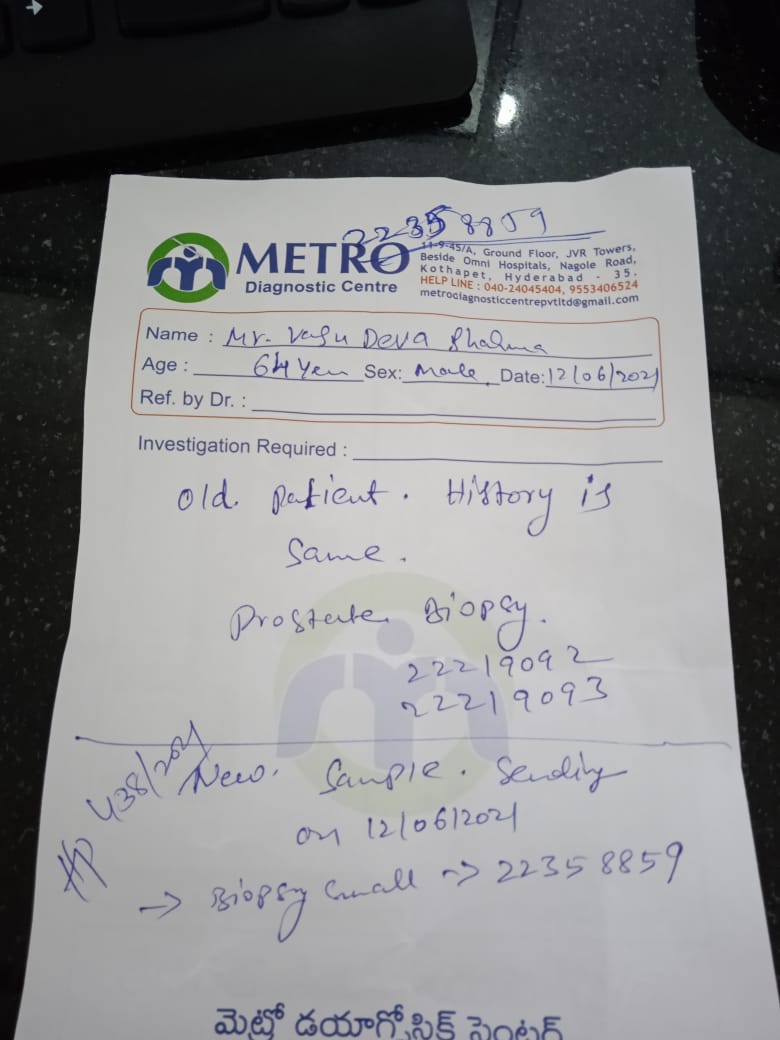 22358859
METRO
Diagnostic Centre
11-9-45/A, Ground Floor, JVR Towers,
Beside Omni Hospitals, Nagole Road,
Kothapet, Hyderabad - 35.
HELP LINE : 040-24045404, 9553406524
metrodiagnosticcentrepvtltd@gmail.com
Name : Mr. Vasu Deva Sharma
Age : 64 Yea Sex: Male Date: 12/06/2021
Ref. by Dr. :
Investigation Required :
Old. Patient. History is
Same.
Prostate Biopsy.
22219092
22219093
HP 438/2021
New. Sample. Sending
on 12/06/2021
→ Biopsy Small → 22358859
మెట్రో డయాగ్నోస్టిక్ సెంటర్